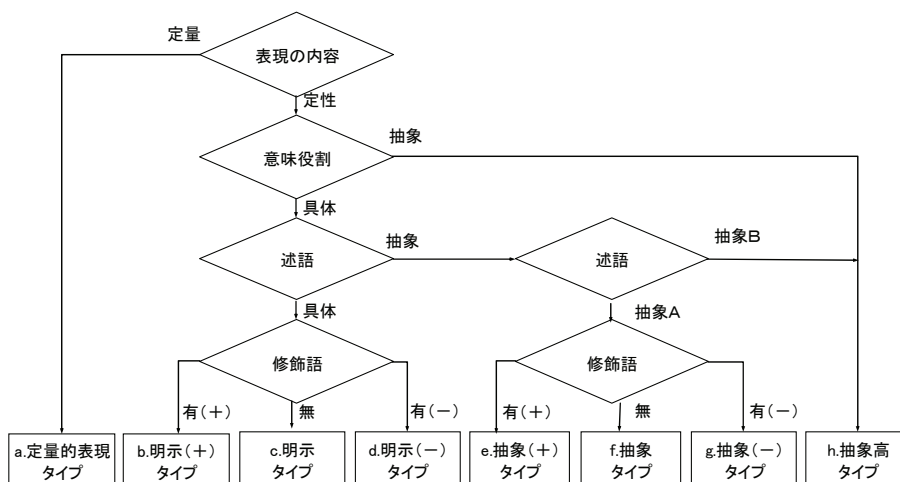 定量
表現の内容
定性
意味役割
抽象
具体
述語
抽象
述語
抽象B
具体
抽象A
修飾語
修飾語
有(+)
無
有(-)
有(+)
無
有(-)
a.定量的表現
タイプ
b.明示(+)
タイプ
c.明示
タイプ
d.明示(-)
タイプ
e.抽象(+)
タイプ
f.抽象
タイプ
g.抽象(-)
タイプ
h.抽象高
タイプ